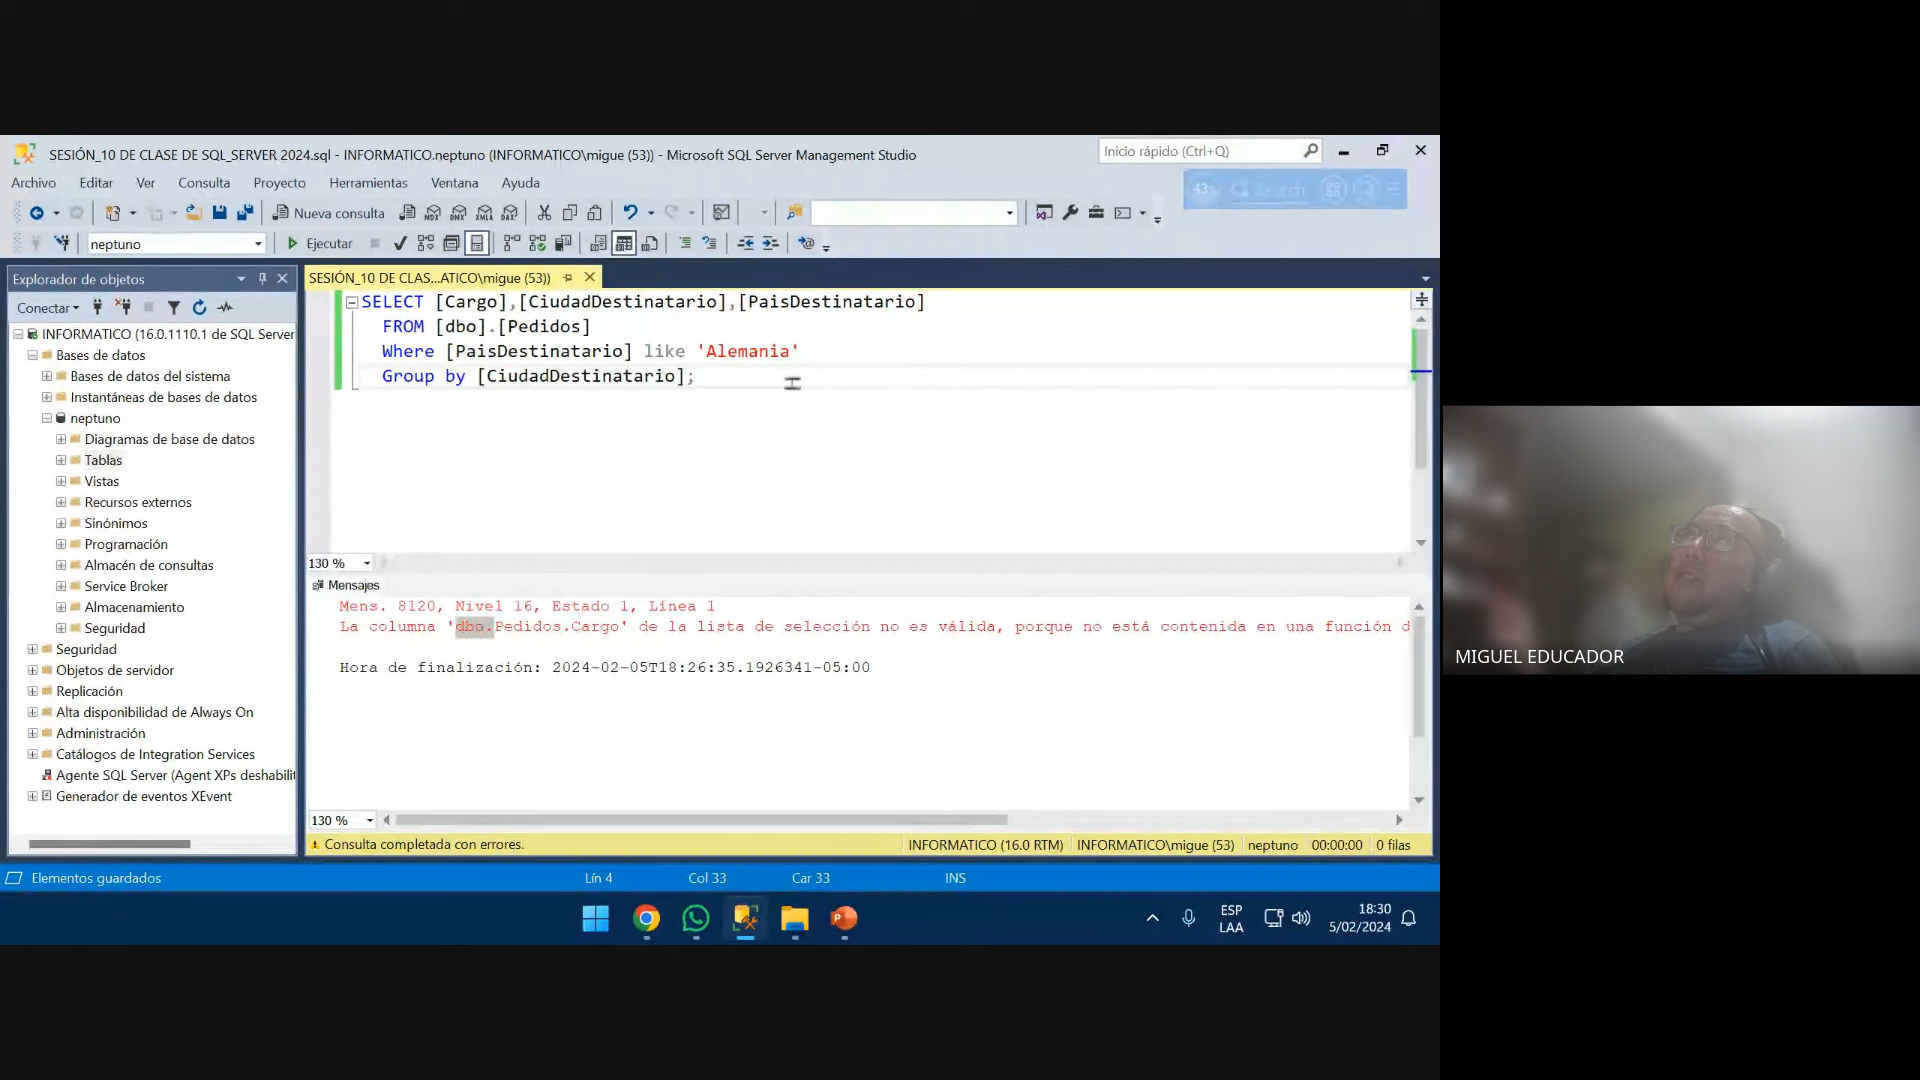 SESIÓN_10 DE CLASE DE SQL_SERVER 2024.sql - INFORMATICO.neptuno (INFORMATICO\migue (53)) - Microsoft SQL Server Management Studio
Inicio rápido (Ctrl+Q)
Archivo Editar Ver Consulta Proyecto Herramientas Ventana Ayuda
43 Search
Nueva consulta MDX DMX XMLA DAX
neptuno Ejecutar
Explorador de objetos
SESIÓN_10 DE CLAS...ATICO\migue (53))
Conectar
INFORMATICO (16.0.1110.1 de SQL Server
Bases de datos
Bases de datos del sistema
Instantáneas de bases de datos
neptuno
Diagramas de base de datos
Tablas
Vistas
Recursos externos
Sinónimos
Programación
Almacén de consultas
Service Broker
Almacenamiento
Seguridad
Seguridad
Objetos de servidor
Replicación
Alta disponibilidad de Always On
Administración
Catálogos de Integration Services
Agente SQL Server (Agent XPs deshabilit
Generador de eventos XEvent
SELECT [Cargo],[CiudadDestinatario],[PaisDestinatario]
FROM [dbo].[Pedidos]
Where [PaisDestinatario] like 'Alemania'
Group by [CiudadDestinatario];
130 %
Mensajes
Mens. 8120, Nivel 16, Estado 1, Línea 1
La columna 'dbo.Pedidos.Cargo' de la lista de selección no es válida, porque no está contenida en una función d
Hora de finalización: 2024-02-05T18:26:35.1926341-05:00
130 %
Consulta completada con errores. INFORMATICO (16.0 RTM) INFORMATICO\migue (53) neptuno 00:00:00 0 filas
Elementos guardados Lín 4 Col 33 Car 33 INS
ESP
LAA
18:30
5/02/2024
MIGUEL EDUCADOR